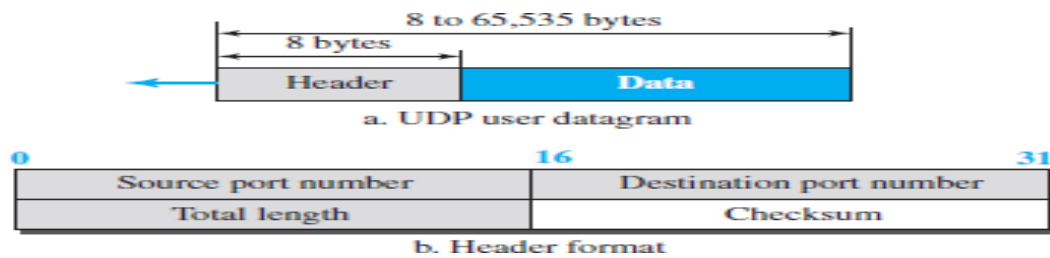 8 to 65,535 bytes
8 bytes
Header Data
a. UDP user datagram
0 16 31
Source port number Destination port number
Total length Checksum
b. Header format